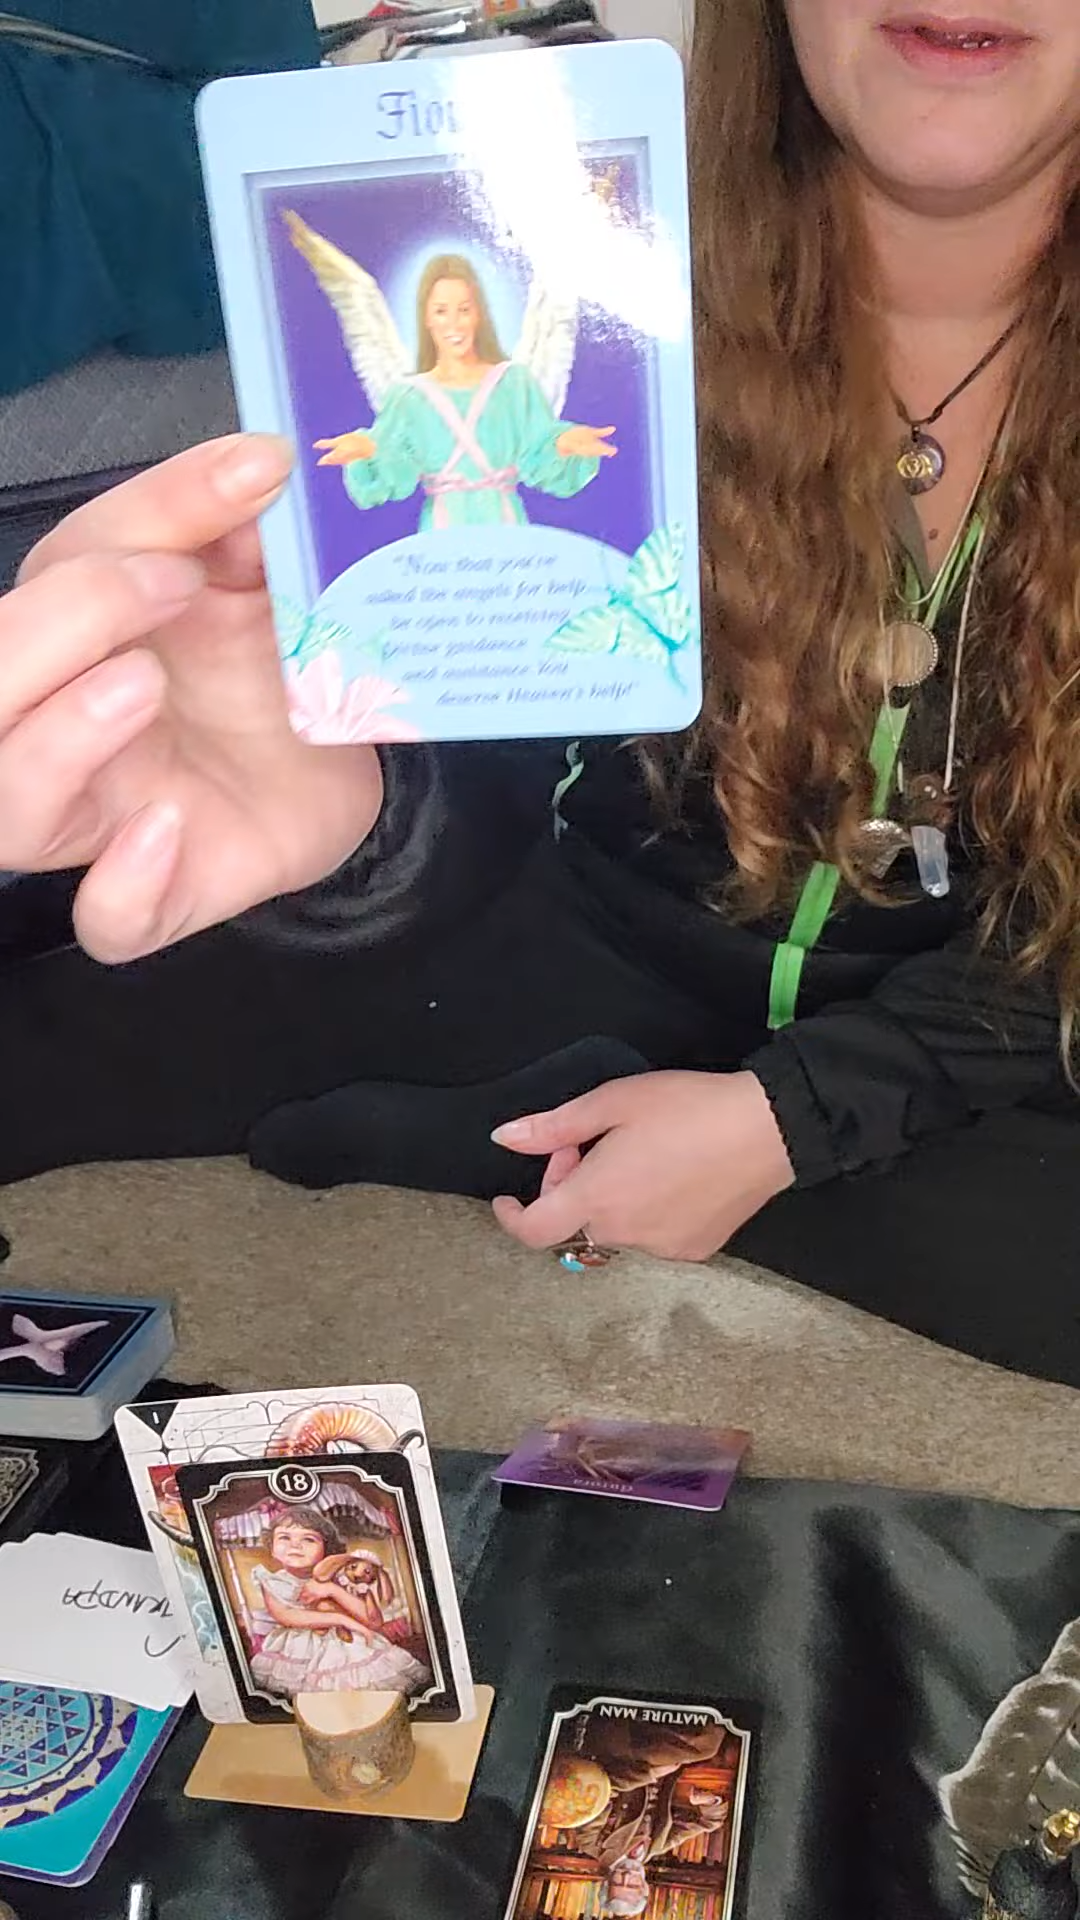 "Now that you've
asked the angels for help...
be open to receiving
Divine guidance
and assistance. You
deserve Heaven's help!"
18
I
MATURE MAN
Aurora